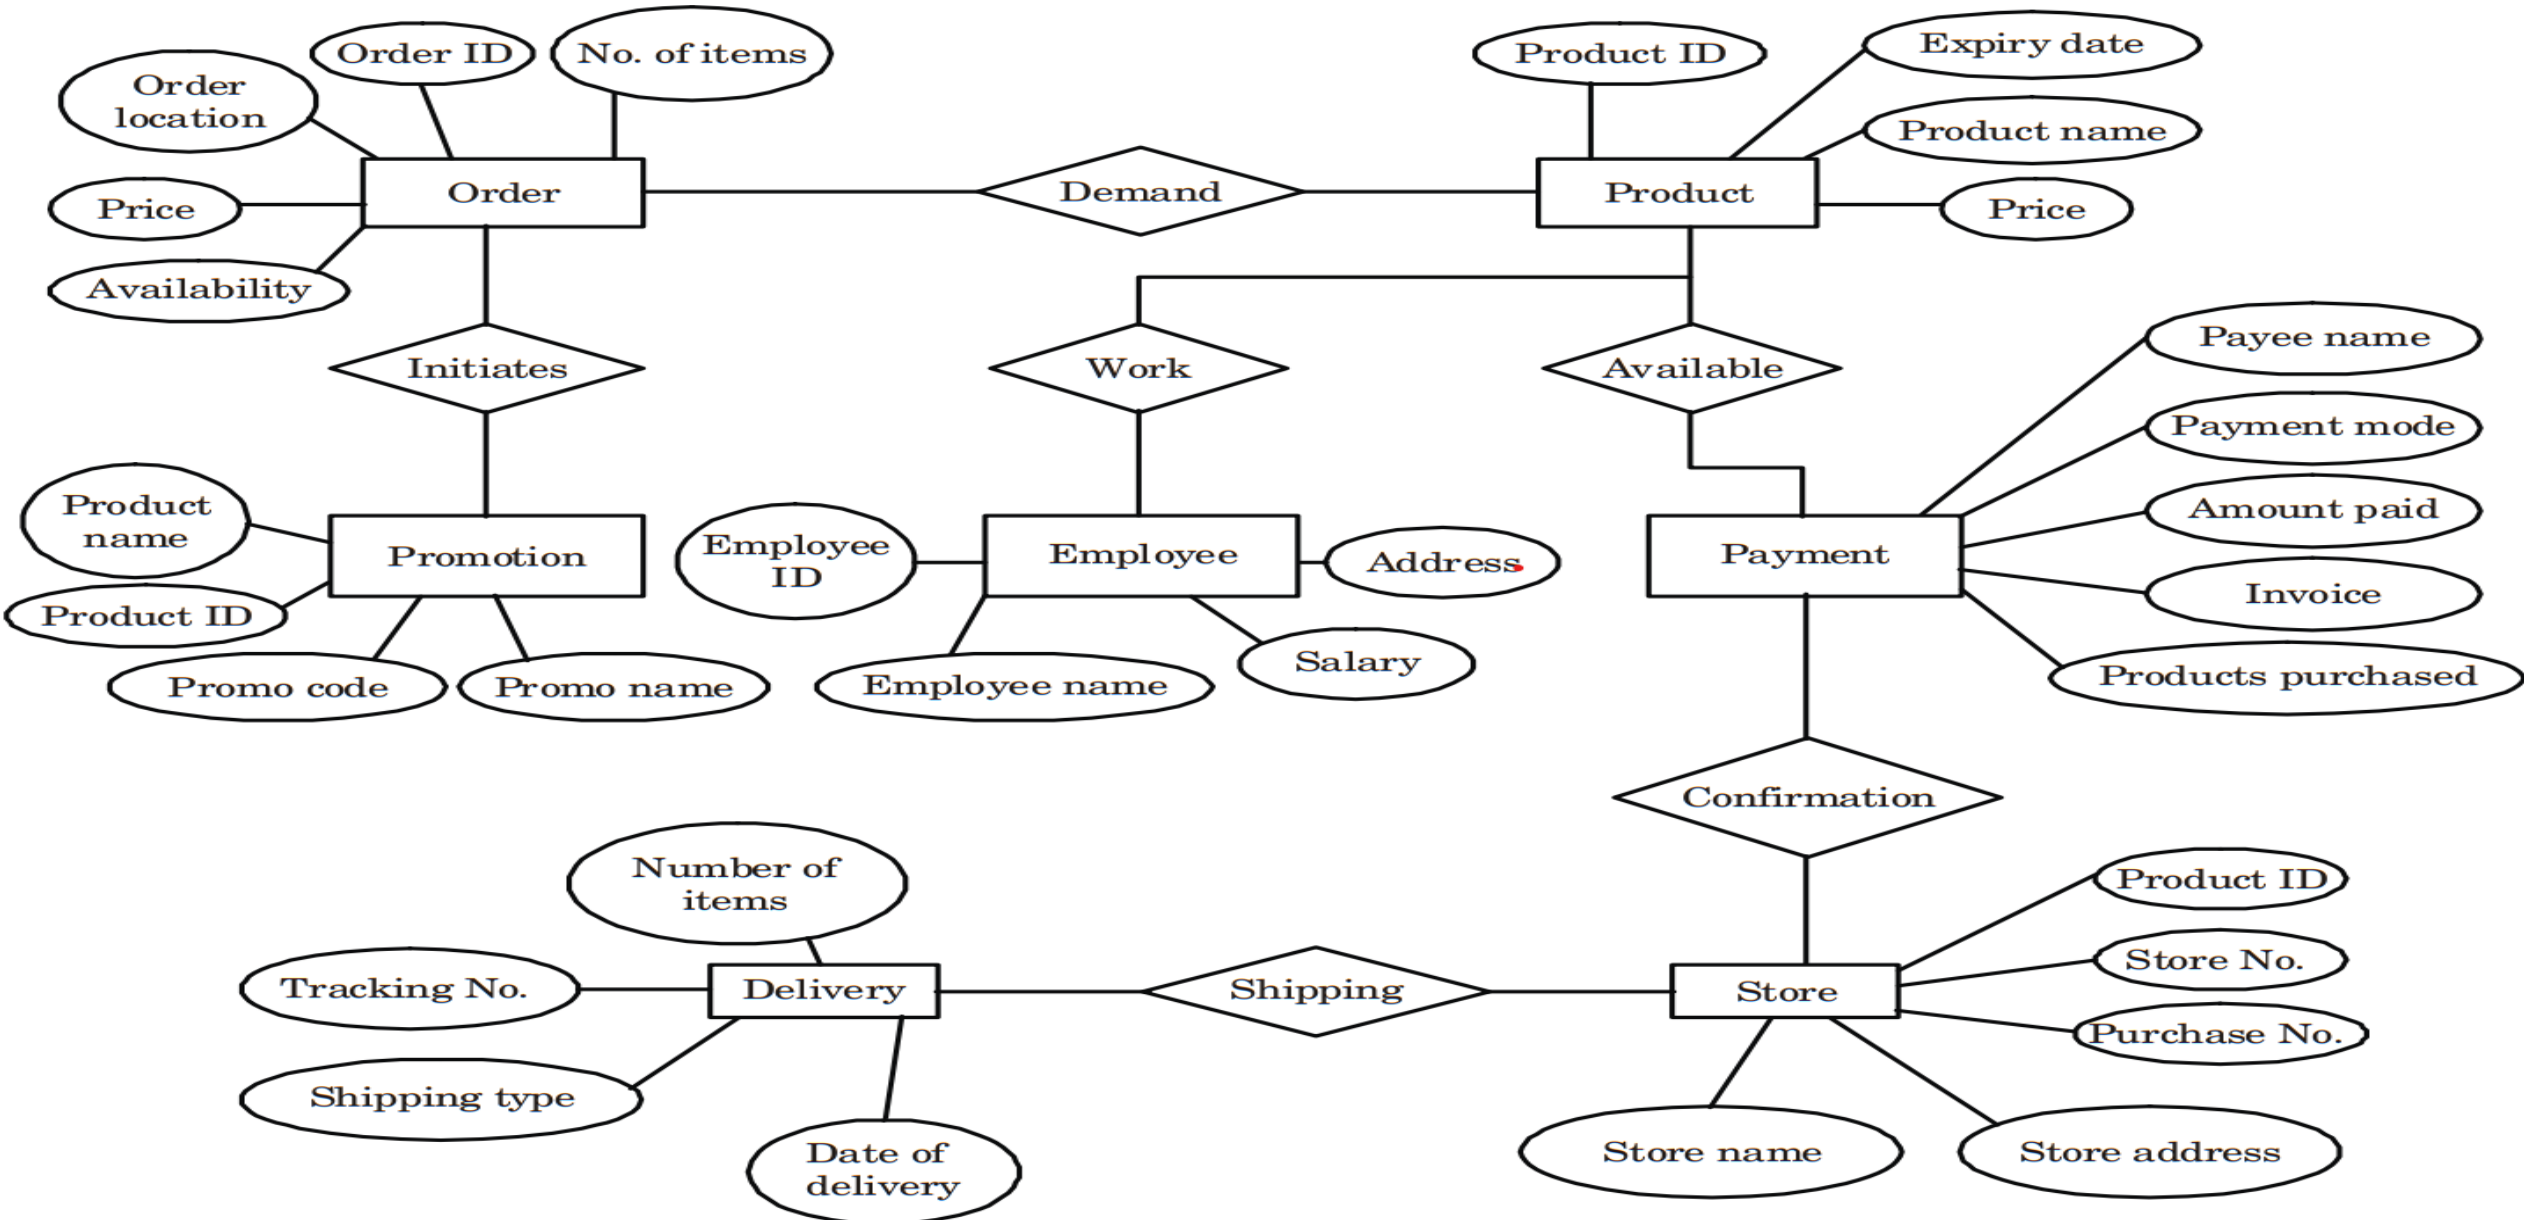 Order ID
No. of items
Product ID
Expiry date
Order
location
Product name
Order
Demand
Product
Price
Price
Availability
Initiates
Work
Available
Payee name
Payment mode
Product
name
Amount paid
Employee
ID
Promotion
Employee
Address
Payment
Invoice
Product ID
Promo code
Promo name
Employee name
Salary
Products purchased
Confirmation
Number of
items
Product ID
Tracking No.
Delivery
Shipping
Store
Store No.
Purchase No.
Shipping type
Date of
delivery
Store name
Store address